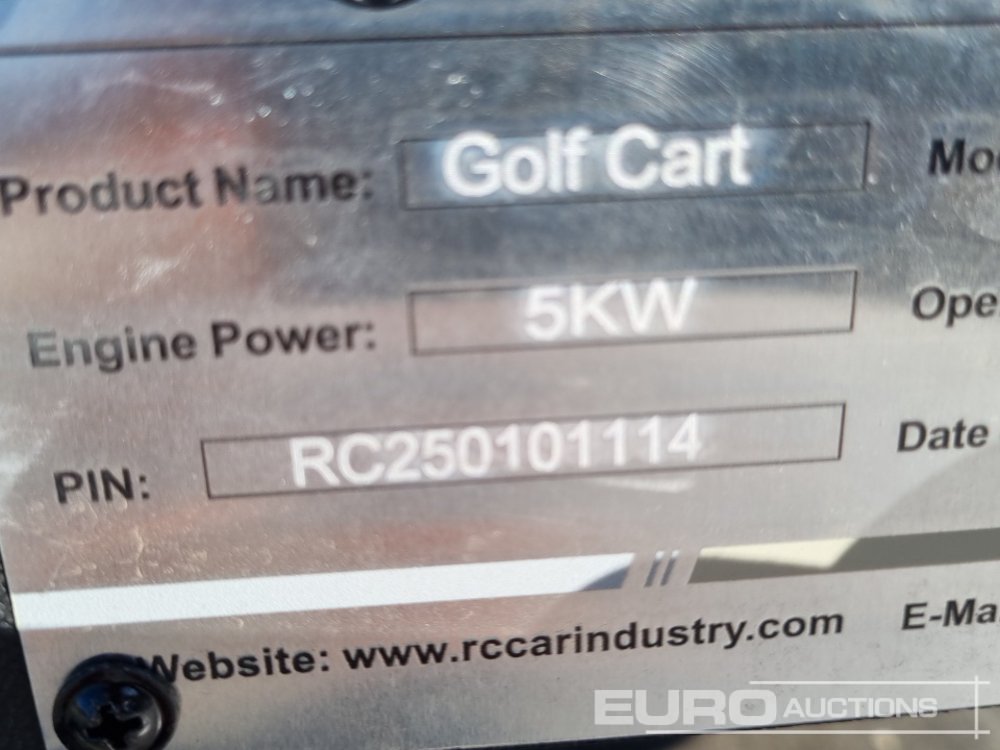 Product Name: Golf Cart Mo
Engine Power: 5KW Ope
PIN: RC250101114 Date
Website: www.rccarindustry.com E-Ma
EURO AUCTIONS